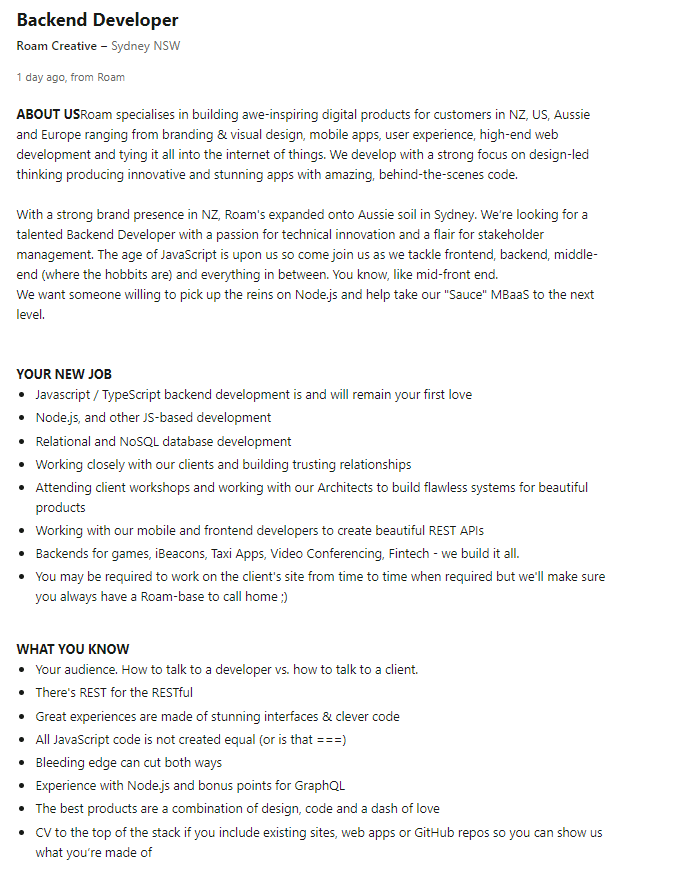 Backend Developer
Roam Creative – Sydney NSW
1 day ago, from Roam
ABOUT USRoam specialises in building awe-inspiring digital products for customers in NZ, US, Aussie
and Europe ranging from branding & visual design, mobile apps, user experience, high-end web
development and tying it all into the internet of things. We develop with a strong focus on design-led
thinking producing innovative and stunning apps with amazing, behind-the-scenes code.
With a strong brand presence in NZ, Roam's expanded onto Aussie soil in Sydney. We're looking for a
talented Backend Developer with a passion for technical innovation and a flair for stakeholder
management. The age of JavaScript is upon us so come join us as we tackle frontend, backend, middle-
end (where the hobbits are) and everything in between. You know, like mid-front end.
We want someone willing to pick up the reins on Node.js and help take our "Sauce" MBaaS to the next
level.
YOUR NEW JOB
• Javascript / TypeScript backend development is and will remain your first love
• Node.js, and other JS-based development
• Relational and NoSQL database development
• Working closely with our clients and building trusting relationships
• Attending client workshops and working with our Architects to build flawless systems for beautiful
products
• Working with our mobile and frontend developers to create beautiful REST APIs
• Backends for games, iBeacons, Taxi Apps, Video Conferencing, Fintech - we build it all.
• You may be required to work on the client's site from time to time when required but we'll make sure
you always have a Roam-base to call home ;)
WHAT YOU KNOW
• Your audience. How to talk to a developer vs. how to talk to a client.
• There's REST for the RESTful
• Great experiences are made of stunning interfaces & clever code
• All JavaScript code is not created equal (or is that ===)
• Bleeding edge can cut both ways
• Experience with Node.js and bonus points for GraphQL
• The best products are a combination of design, code and a dash of love
• CV to the top of the stack if you include existing sites, web apps or GitHub repos so you can show us
what you're made of